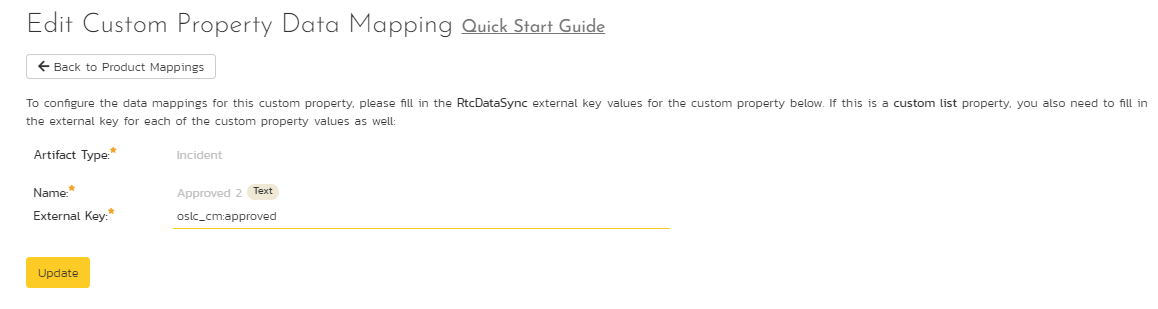 Edit Custom Property Data Mapping Quick Start Guide
Back to Product Mappings
To configure the data mappings for this custom property, please fill in the RtcDataSync external key values for the custom property below. If this is a custom list property, you also need to fill in
the external key for each of the custom property values as well:
Artifact Type:* Incident
Name:* Approved 2 Text
External Key:* oslc_cm:approved
Update